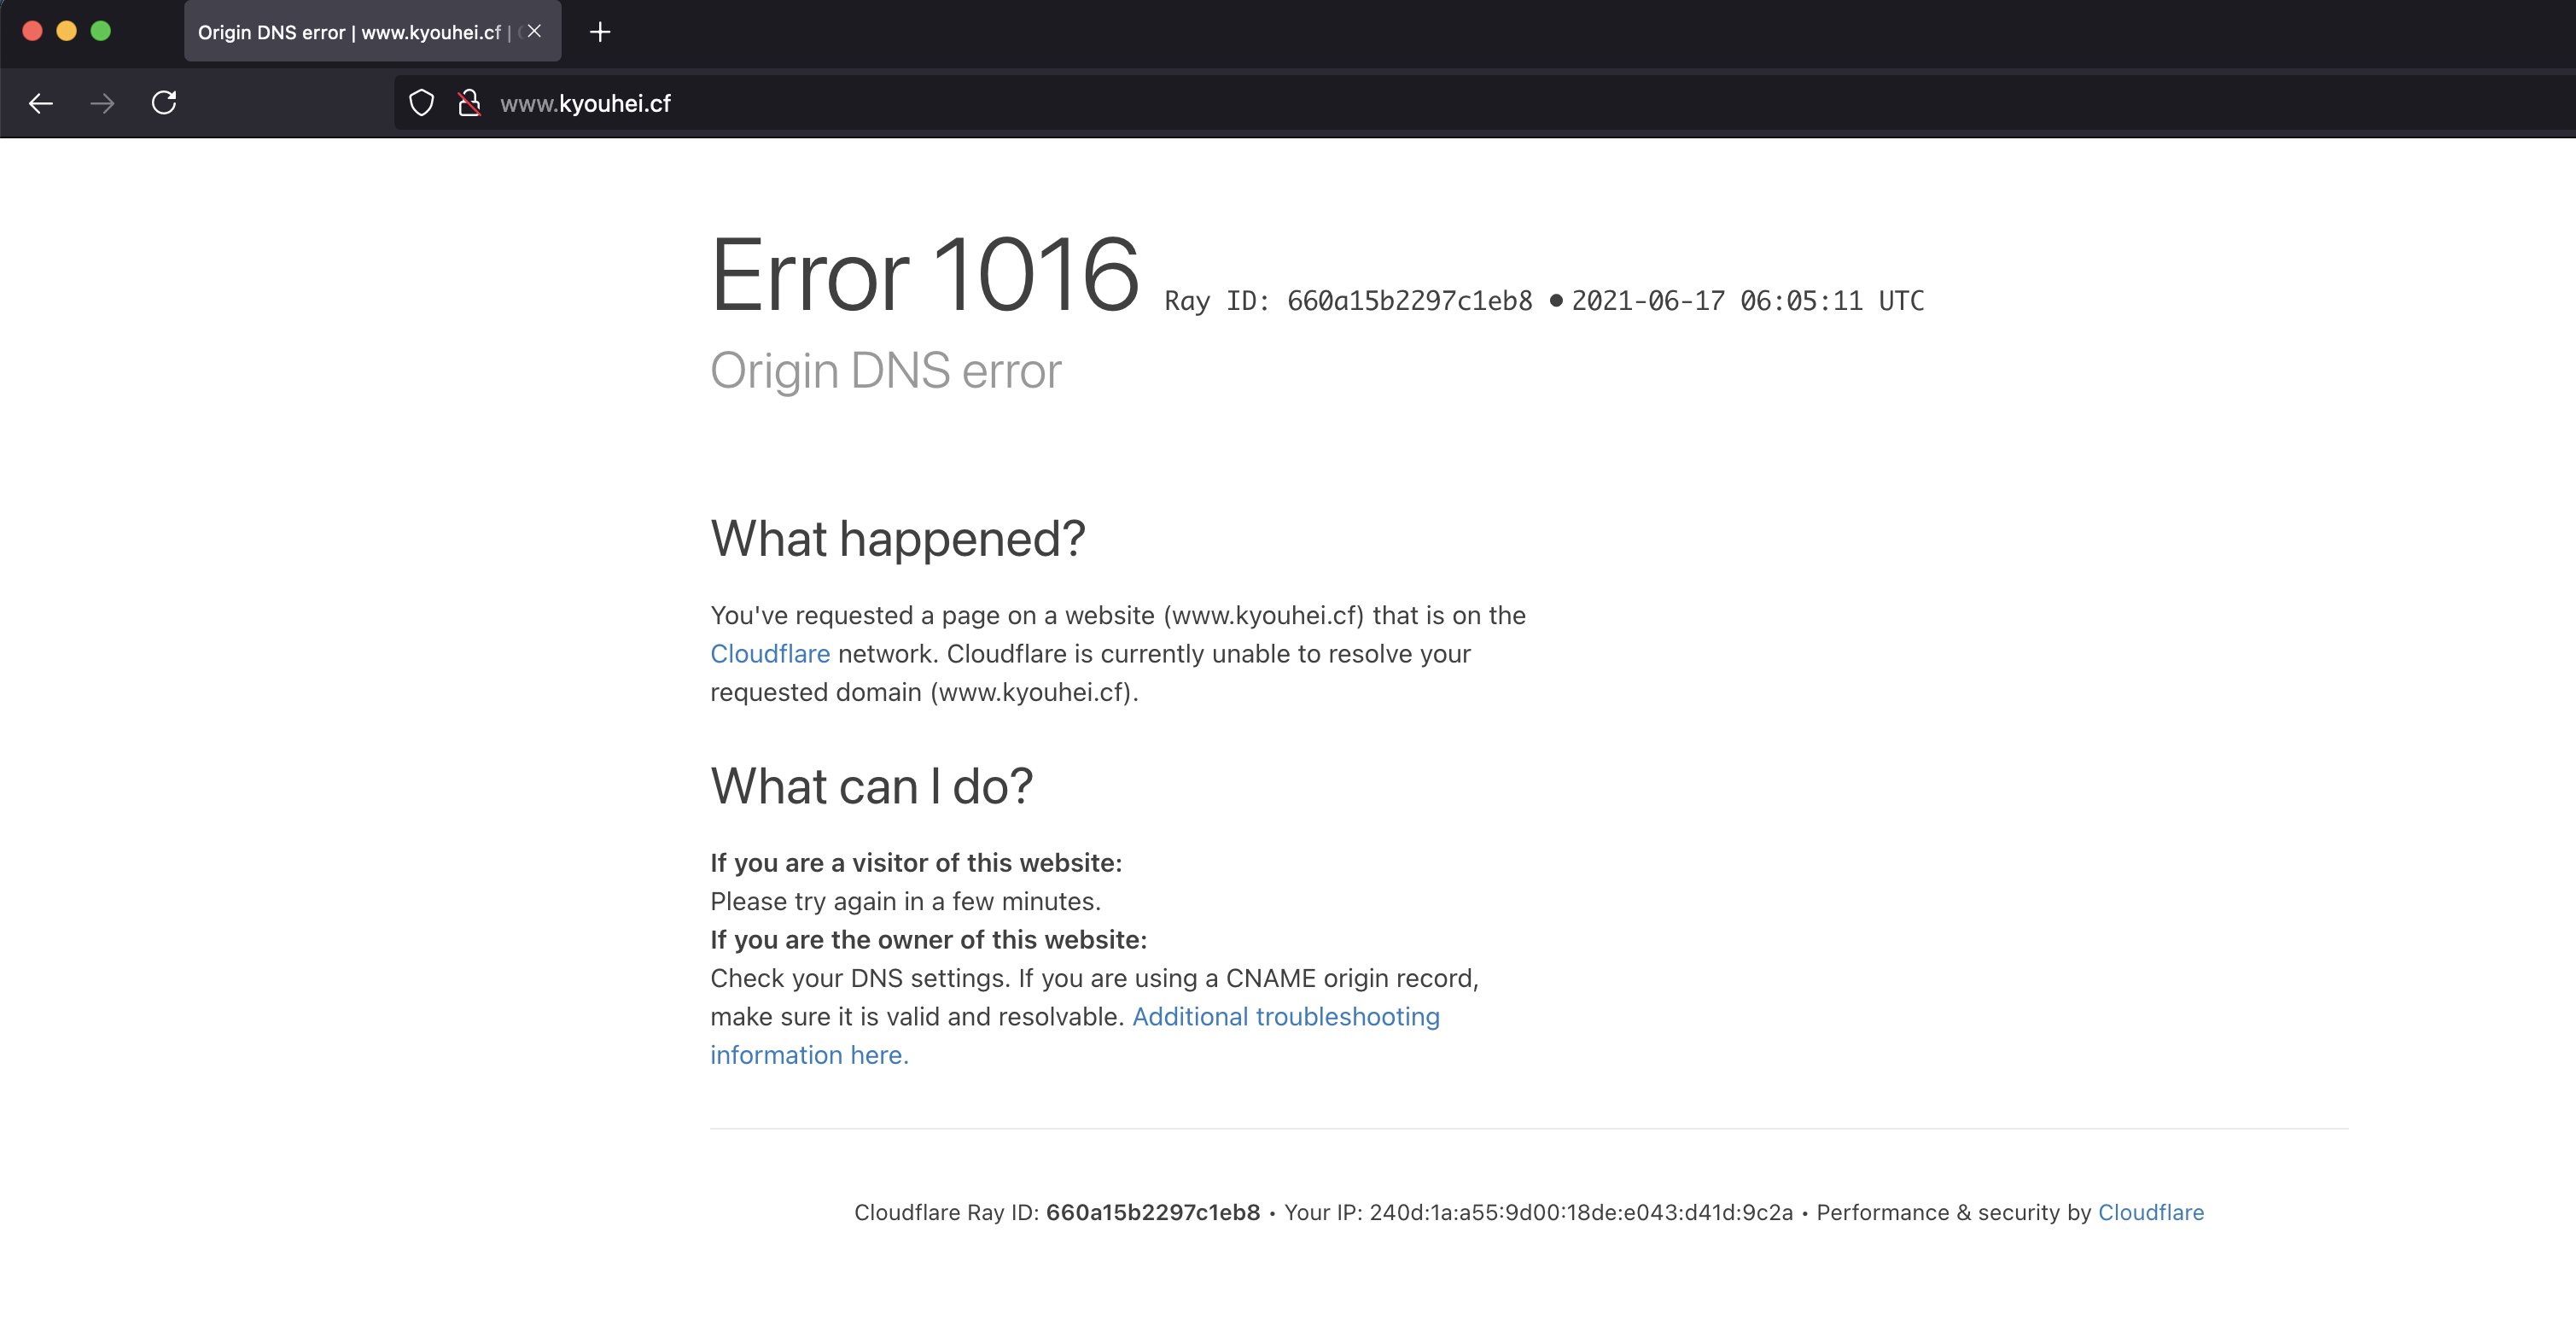 Origin DNS error | www.kyouhei.cf |
www.kyouhei.cf
Error 1016 Ray ID: 660a15b2297c1eb8 • 2021-06-17 06:05:11 UTC
Origin DNS error
What happened?
You've requested a page on a website (www.kyouhei.cf) that is on the
Cloudflare network. Cloudflare is currently unable to resolve your
requested domain (www.kyouhei.cf).
What can I do?
If you are a visitor of this website:
Please try again in a few minutes.
If you are the owner of this website:
Check your DNS settings. If you are using a CNAME origin record,
make sure it is valid and resolvable. Additional troubleshooting
information here.
Cloudflare Ray ID: 660a15b2297c1eb8 • Your IP: 240d:1a:a55:9d00:18de:e043:d41d:9c2a • Performance & security by Cloudflare